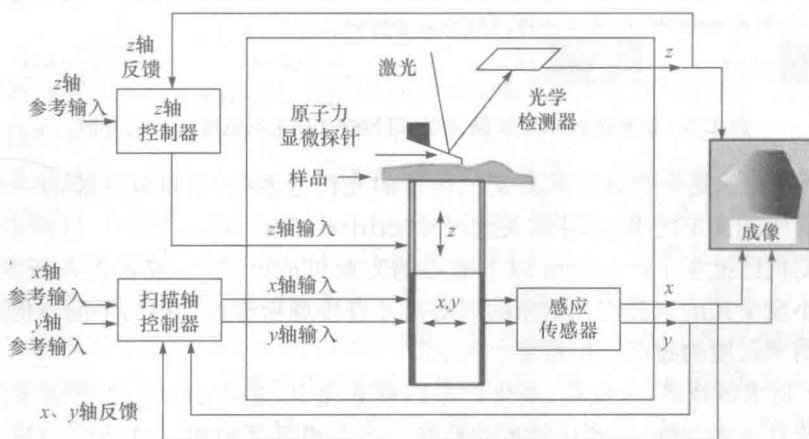 z轴
反馈
z轴
参考输入
z轴
控制器
激光
光学
检测器
原子力
显微探针
样品
z
成像
z轴输入
z
x轴
参考输入
y轴
参考输入
扫描轴
控制器
x轴输入
y轴输入
x,y
感应
传感器
x
y
x、y轴反馈